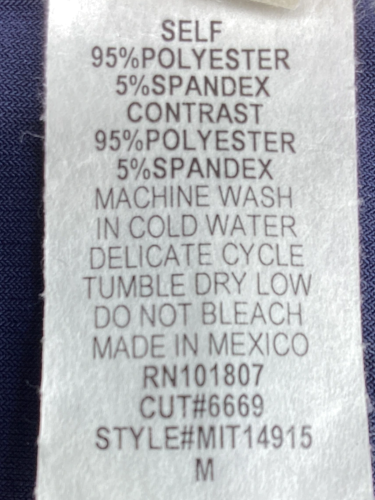 SELF
95%POLYESTER
5%SPANDEX
CONTRAST
95%POLYESTER
5%SPANDEX
MACHINE WASH
IN COLD WATER
DELICATE CYCLE
TUMBLE DRY LOW
DO NOT BLEACH
MADE IN MEXICO
RN101807
CUT#6669
STYLE#MIT14915
M